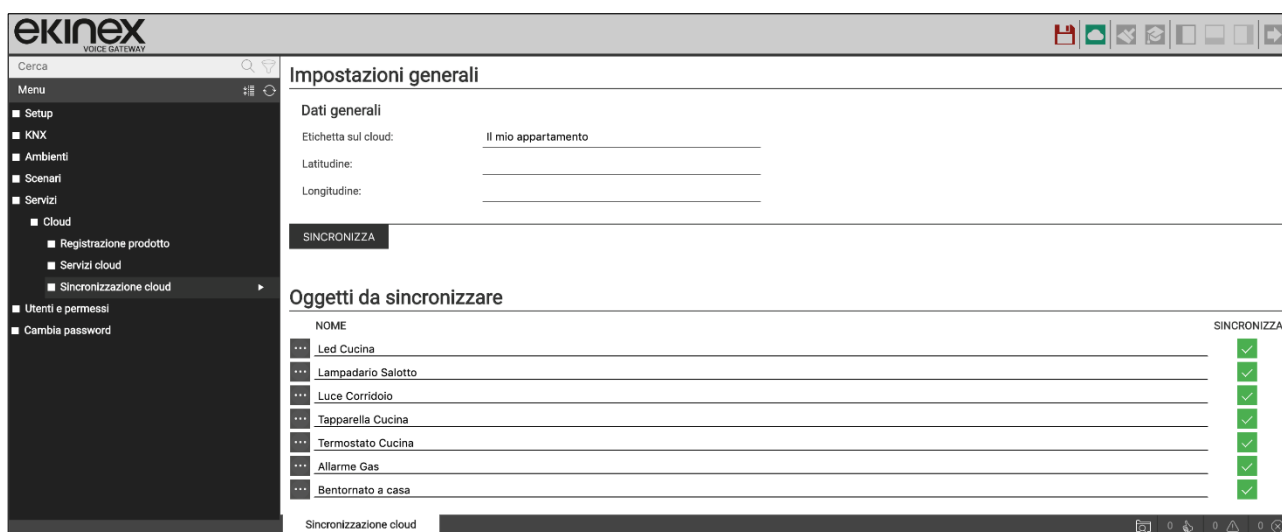 ekinex
VOICE GATEWAY
Cerca
Menu
Setup
KNX
Ambienti
Scenari
Servizi
Cloud
Registrazione prodotto
Servizi cloud
Sincronizzazione cloud
Utenti e permessi
Cambia password
Impostazioni generali
Dati generali
Etichetta sul cloud: Il mio appartamento
Latitudine:
Longitudine:
SINCRONIZZA
Oggetti da sincronizzare
NOME SINCRONIZZA
Led Cucina
Lampadario Salotto
Luce Corridoio
Tapparella Cucina
Termostato Cucina
Allarme Gas
Bentornato a casa
Sincronizzazione cloud 0 0 0